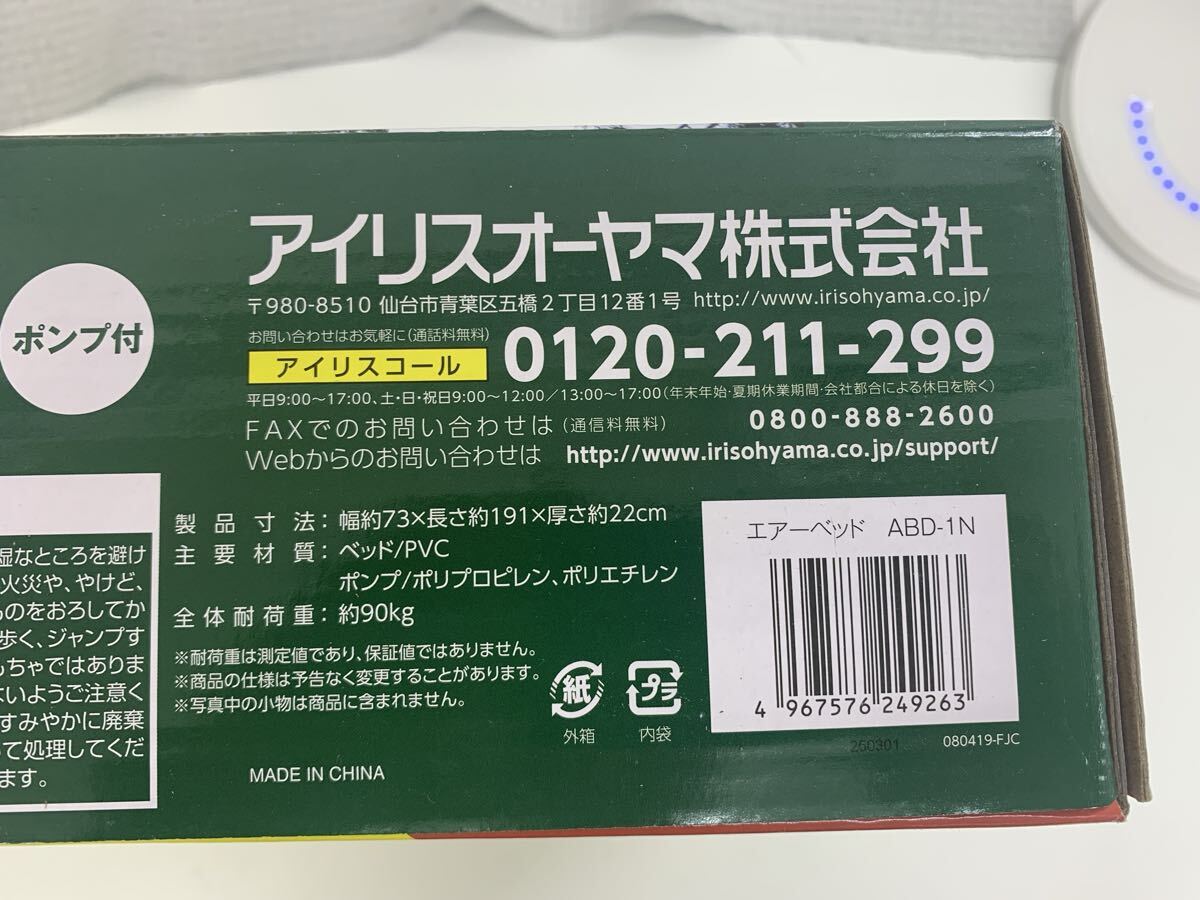 アイリスオーヤマ株式会社
〒980-8510 仙台市青葉区五橋2丁目12番1号 http://www.irisohyama.co.jp/
お問い合わせはお気軽に(通話料無料)
アイリスコール
0120-211-299
平日9:00〜17:00、土・日・祝日9:00〜12:00/13:00〜17:00(年末年始・夏期休業期間・会社都合による休日を除く)
FAXでのお問い合わせは(通信料無料) 0800-888-2600
Webからのお問い合わせは http://www.irisohyama.co.jp/support/
ポンプ付
製品寸法:幅約73×長さ約191×厚さ約22cm
主要材質:ベッド/PVC
ポンプ/ポリプロピレン、ポリエチレン
全体耐荷重:約90kg
※耐荷重は測定値であり、保証値ではありません。
※商品の仕様は予告なく変更することがあります。
※写真中の小物は商品に含まれません。
紙
外箱
プラ
内袋
MADE IN CHINA
エアーベッド ABD-1N
4 967576 249263
260301
080419-FJC
湿なところを避け
火災や、やけど、
ものをおろしてか
歩く、ジャンプす
もちゃではありま
ないようご注意く
すみやかに廃棄
って処理してくだ
ます。